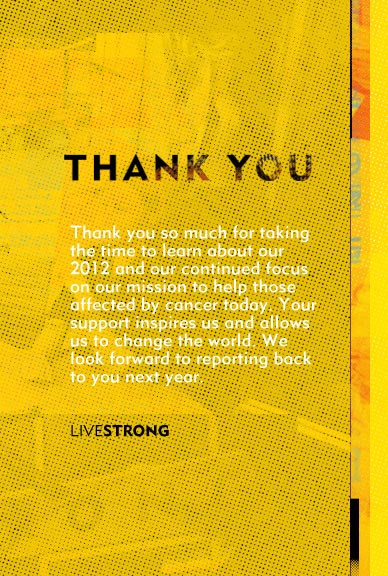 THANK YOU
Thank you so much for taking
the time to learn about our
2012 and our continued focus
on our mission to help those
affected by cancer today. Your
support inspires us and allows
us to change the world. We
look forward to reporting back
to you next year.
LIVESTRONG